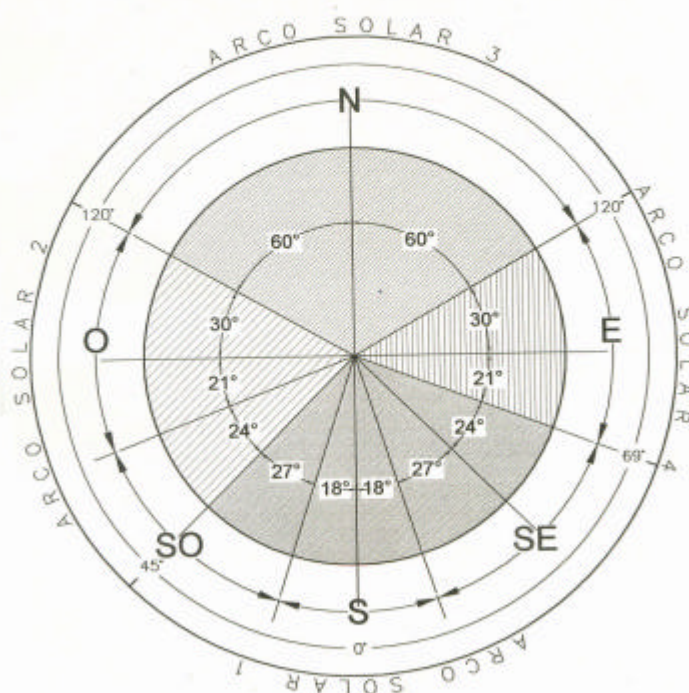 ARCO SOLAR 3
N
120°
120°
60°
60°
ARCO SOLAR 2
ARCO SOLAR 4
30°
30°
O
E
21°
21°
24°
24°
69°
27°
27°
18°
18°
SO
SE
45°
S
0°
ARCO SOLAR 1